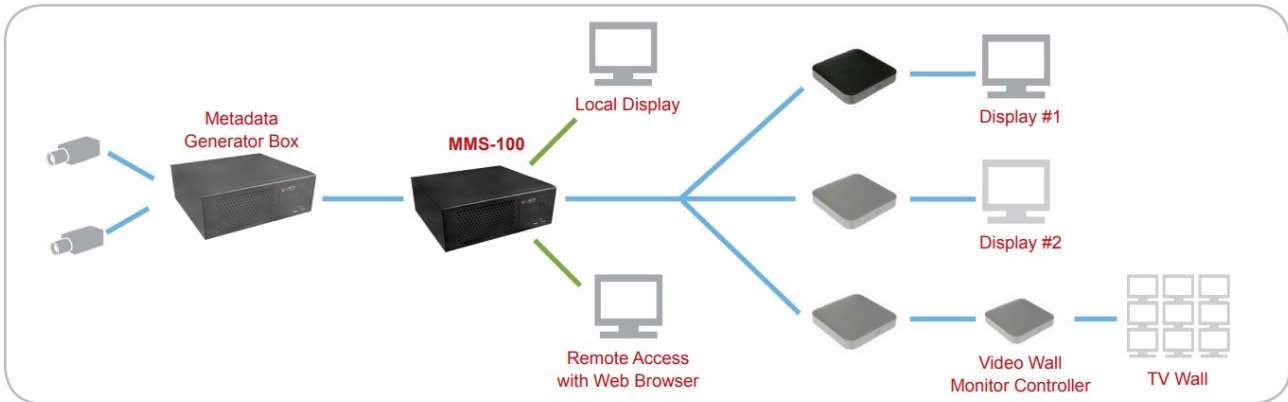 Metadata
Generator Box
MMS-100
Local Display
Remote Access
with Web Browser
Display #1
Display #2
Video Wall
Monitor Controller
TV Wall